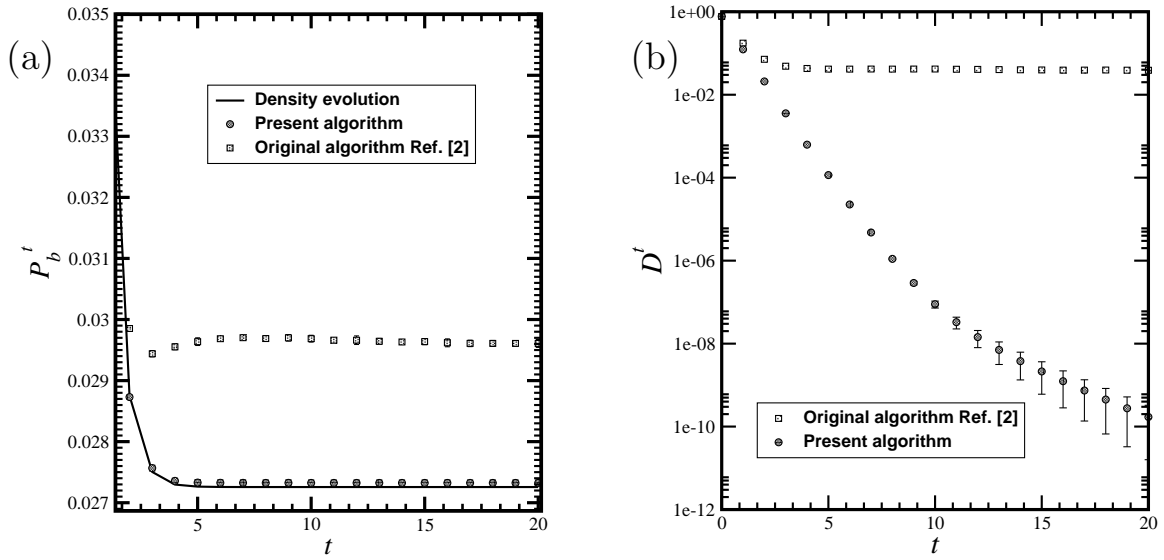 (a)
0.035
0.034
0.033
0.032
0.031
0.03
0.029
0.028
0.027
P_b^t
Density evolution
Present algorithm
Original algorithm Ref. [2]
5
10
15
20
t
(b)
1e+00
1e-02
1e-04
1e-06
1e-08
1e-10
1e-12
D^t
Original algorithm Ref. [2]
Present algorithm
0
5
10
15
20
t